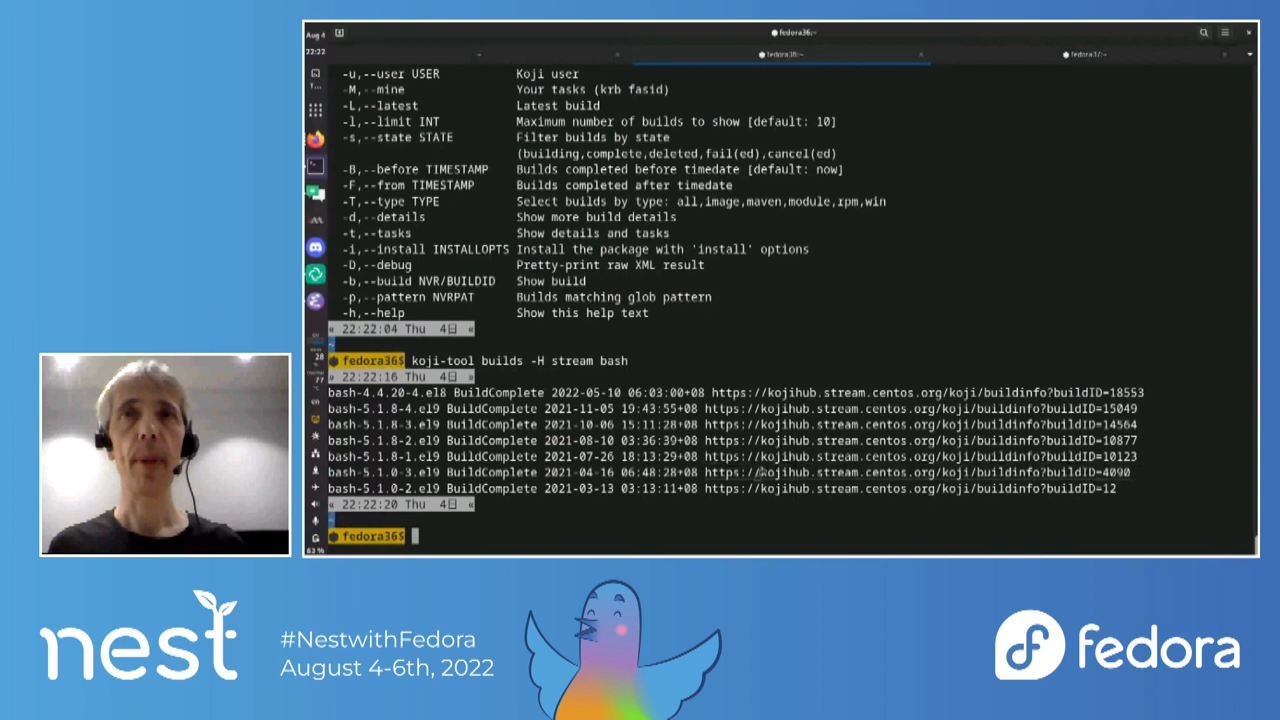 Aug 4
22:22
fedora36:~
fedora36:~
fedora37:~
-u,--user USER Koji user
-M,--mine Your tasks (krb fasid)
-L,--latest Latest build
-l,--limit INT Maximum number of builds to show [default: 10]
-s,--state STATE Filter builds by state
(building,complete,deleted,fail(ed),cancel(ed)
-B,--before TIMESTAMP Builds completed before timedate [default: now]
-F,--from TIMESTAMP Builds completed after timedate
-T,--type TYPE Select builds by type: all,image,maven,module,rpm,win
-d,--details Show more build details
-t,--tasks Show details and tasks
-i,--install INSTALLOPTS Install the package with 'install' options
-D,--debug Pretty-print raw XML result
-b,--build NVR/BUILDID Show build
-p,--pattern NVRPAT Builds matching glob pattern
-h,--help Show this help text
« 22:22:04 Thu 4日 «
~
fedora36$ koji-tool builds -H stream bash
« 22:22:16 Thu 4日 «
bash-4.4.20-4.el8 BuildComplete 2022-05-10 06:03:00+08 https://kojihub.stream.centos.org/koji/buildinfo?buildID=18553
bash-5.1.8-4.el9 BuildComplete 2021-11-05 19:43:55+08 https://kojihub.stream.centos.org/koji/buildinfo?buildID=15049
bash-5.1.8-3.el9 BuildComplete 2021-10-06 15:11:28+08 https://kojihub.stream.centos.org/koji/buildinfo?buildID=14564
bash-5.1.8-2.el9 BuildComplete 2021-08-10 03:36:39+08 https://kojihub.stream.centos.org/koji/buildinfo?buildID=10877
bash-5.1.8-1.el9 BuildComplete 2021-07-26 18:13:29+08 https://kojihub.stream.centos.org/koji/buildinfo?buildID=10123
bash-5.1.0-3.el9 BuildComplete 2021-04-16 06:48:28+08 https://kojihub.stream.centos.org/koji/buildinfo?buildID=4090
bash-5.1.0-2.el9 BuildComplete 2021-03-13 03:13:11+08 https://kojihub.stream.centos.org/koji/buildinfo?buildID=12
« 22:22:20 Thu 4日 «
~
fedora36$
28
77
63 %
nest
#NestwithFedora
August 4-6th, 2022
fedora